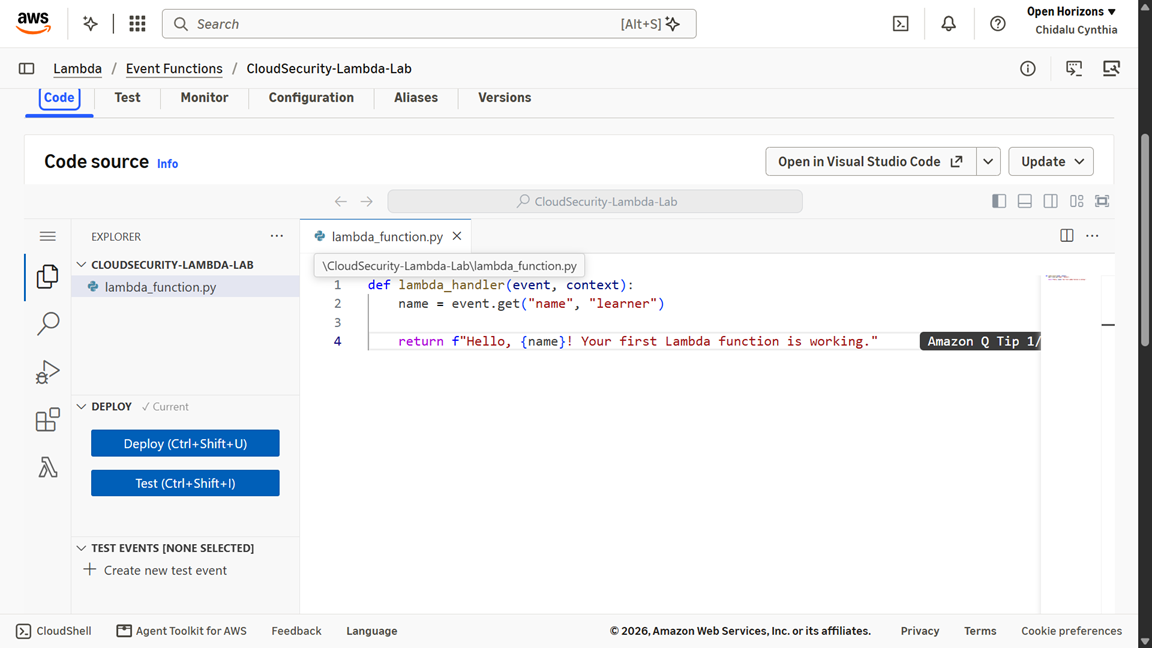 aws
Search
[Alt+S]
Open Horizons ▼
Chidalu Cynthia
Lambda / Event Functions / CloudSecurity-Lambda-Lab
Code
Test
Monitor
Configuration
Aliases
Versions
Code source Info
Open in Visual Studio Code
Update
CloudSecurity-Lambda-Lab
EXPLORER
lambda_function.py
CLOUDSECURITY-LAMBDA-LAB
\CloudSecurity-Lambda-Lab\lambda_function.py
lambda_function.py
1 def lambda_handler(event, context):
2 name = event.get("name", "learner")
3
4 return f"Hello, {name}! Your first Lambda function is working."
Amazon Q Tip 1/
DEPLOY ✓ Current
Deploy (Ctrl+Shift+U)
Test (Ctrl+Shift+I)
TEST EVENTS [NONE SELECTED]
+ Create new test event
CloudShell
Agent Toolkit for AWS
Feedback
Language
© 2026, Amazon Web Services, Inc. or its affiliates.
Privacy
Terms
Cookie preferences